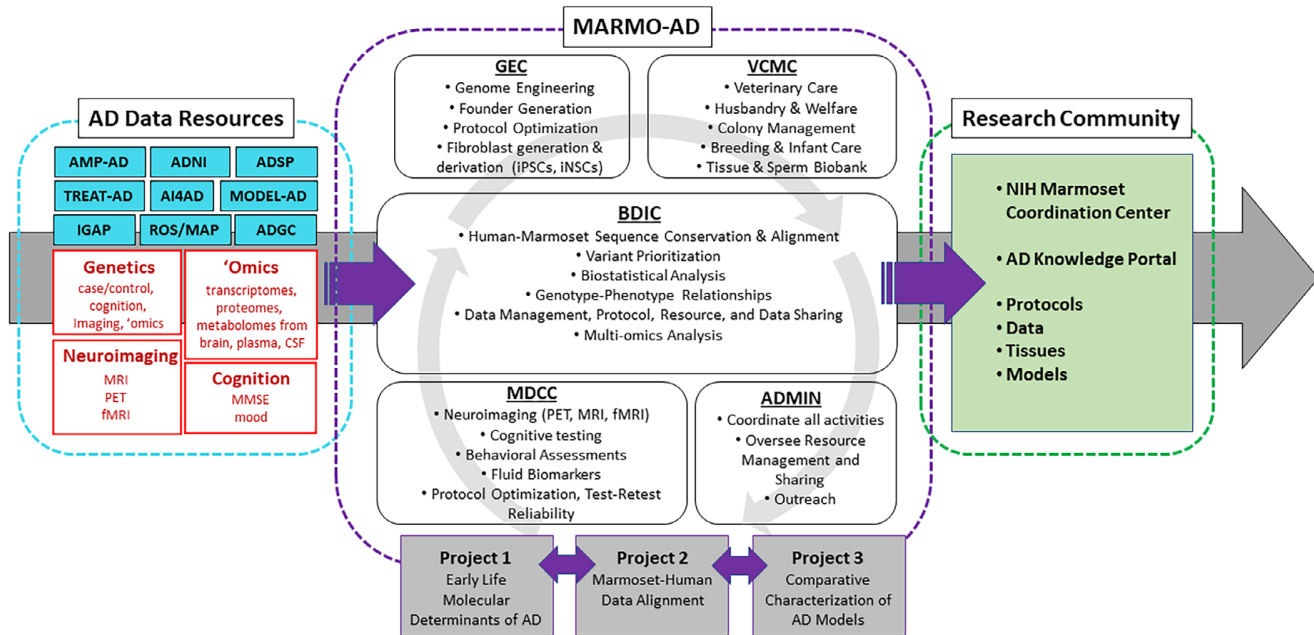 MARMO-AD
AD Data Resources
AMP-AD
ADNI
ADSP
TREAT-AD
AI4AD
MODEL-AD
IGAP
ROS/MAP
ADGC
Genetics
case/control,
cognition,
Imaging, ‘omics
‘Omics
transcriptomes,
proteomes,
metabolomes from
brain, plasma, CSF
Neuroimaging
MRI
PET
fMRI
Cognition
MMSE
mood
GEC
• Genome Engineering
• Founder Generation
• Protocol Optimization
• Fibroblast generation &
derivation (iPSCs, iNSCs)
VCMC
• Veterinary Care
• Husbandry & Welfare
• Colony Management
• Breeding & Infant Care
• Tissue & Sperm Biobank
BDIC
• Human-Marmoset Sequence Conservation & Alignment
• Variant Prioritization
• Biostatistical Analysis
• Genotype-Phenotype Relationships
• Data Management, Protocol, Resource, and Data Sharing
• Multi-omics Analysis
MDCC
• Neuroimaging (PET, MRI, fMRI)
• Cognitive testing
• Behavioral Assessments
• Fluid Biomarkers
• Protocol Optimization, Test-Retest
Reliability
ADMIN
• Coordinate all activities
• Oversee Resource
Management and
Sharing
• Outreach
Project 1
Early Life
Molecular
Determinants of AD
Project 2
Marmoset-Human
Data Alignment
Project 3
Comparative
Characterization of
AD Models
Research Community
• NIH Marmoset
Coordination Center
• AD Knowledge Portal
• Protocols
• Data
• Tissues
• Models